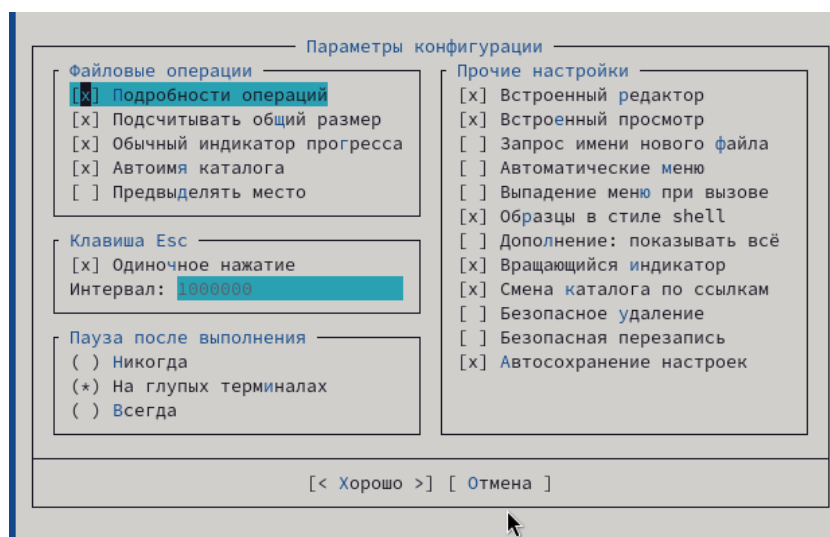 Параметры конфигурации
Файловые операции
[x] Подробности операций
[x] Подсчитывать общий размер
[x] Обычный индикатор прогресса
[x] Автоимя каталога
[ ] Предвыделять место
Клавиша Esc
[x] Одиночное нажатие
Интервал: 1000000
Пауза после выполнения
( ) Никогда
(*) На глупых терминалах
( ) Всегда
Прочие настройки
[x] Встроенный редактор
[x] Встроенный просмотр
[ ] Запрос имени нового файла
[ ] Автоматические меню
[ ] Выпадение меню при вызове
[x] Образцы в стиле shell
[ ] Дополнение: показывать всё
[x] Вращающийся индикатор
[x] Смена каталога по ссылкам
[ ] Безопасное удаление
[ ] Безопасная перезапись
[x] Автосохранение настроек
[< Хорошо >] [ Отмена ]